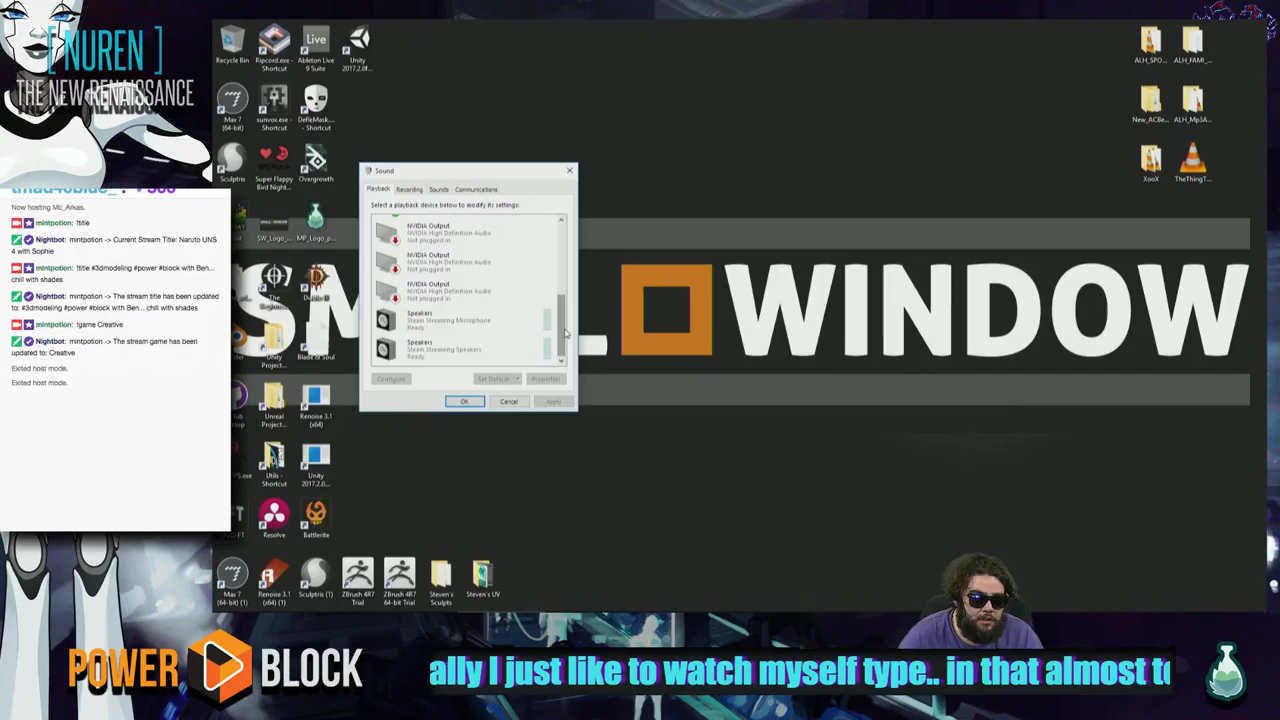 [ NUREN ]
THE NEW RENAISSANCE
Now hosting Mc_Arkas.
mintpotion: !title
Nightbot: mintpotion -> Current Stream Title: Naruto UNS
4 with Sophie
mintpotion: !title #3dmodeling #power #block with Ben...
chill with shades
Nightbot: mintpotion -> The stream title has been updated
to: #3dmodeling #power #block with Ben... chill with shades
mintpotion: !game Creative
Nightbot: mintpotion -> The stream game has been
updated to: Creative
Exited host mode.
Exited host mode.
Recycle Bin
Ripcord.exe -
Shortcut
Ableton Live
9 Suite
Unity
2017.2.0f...
Live
Max 7
(64-bit)
sunvox.exe -
Shortcut
DefleMask...
- Shortcut
Sculptris
Super Flappy
Bird Night...
Overgrowth
SW_Logo_...
MP_Logo_p...
The
Unity
Project...
Blade & Soul
Unreal
Project...
Renoise 3.1
(x64)
Utils -
Shortcut
Unity
2017.2.0...
Resolve
Battlerite
Max 7
(64-bit) (1)
Renoise 3.1
(x64) (1)
Sculptris (1)
ZBrush 4R7
Trial
ZBrush 4R7
64-bit Trial
Steven's
Sculpts
Steven's UV
ALH_SPO...
ALH_FAMI_...
New_ACBe...
ALH_Mp3A...
XooX
TheThingT...
Sound
Playback
Recording
Sounds
Communications
Select a playback device below to modify its settings:
NVIDIA Output
NVIDIA High Definition Audio
Not plugged in
NVIDIA Output
NVIDIA High Definition Audio
Not plugged in
NVIDIA Output
NVIDIA High Definition Audio
Not plugged in
Speakers
Steam Streaming Microphone
Ready
Speakers
Steam Streaming Speakers
Ready
Configure
Set Default
Properties
OK
Cancel
Apply
WINDOW
POWER BLOCK
ally I just like to watch myself type.. in that almost to